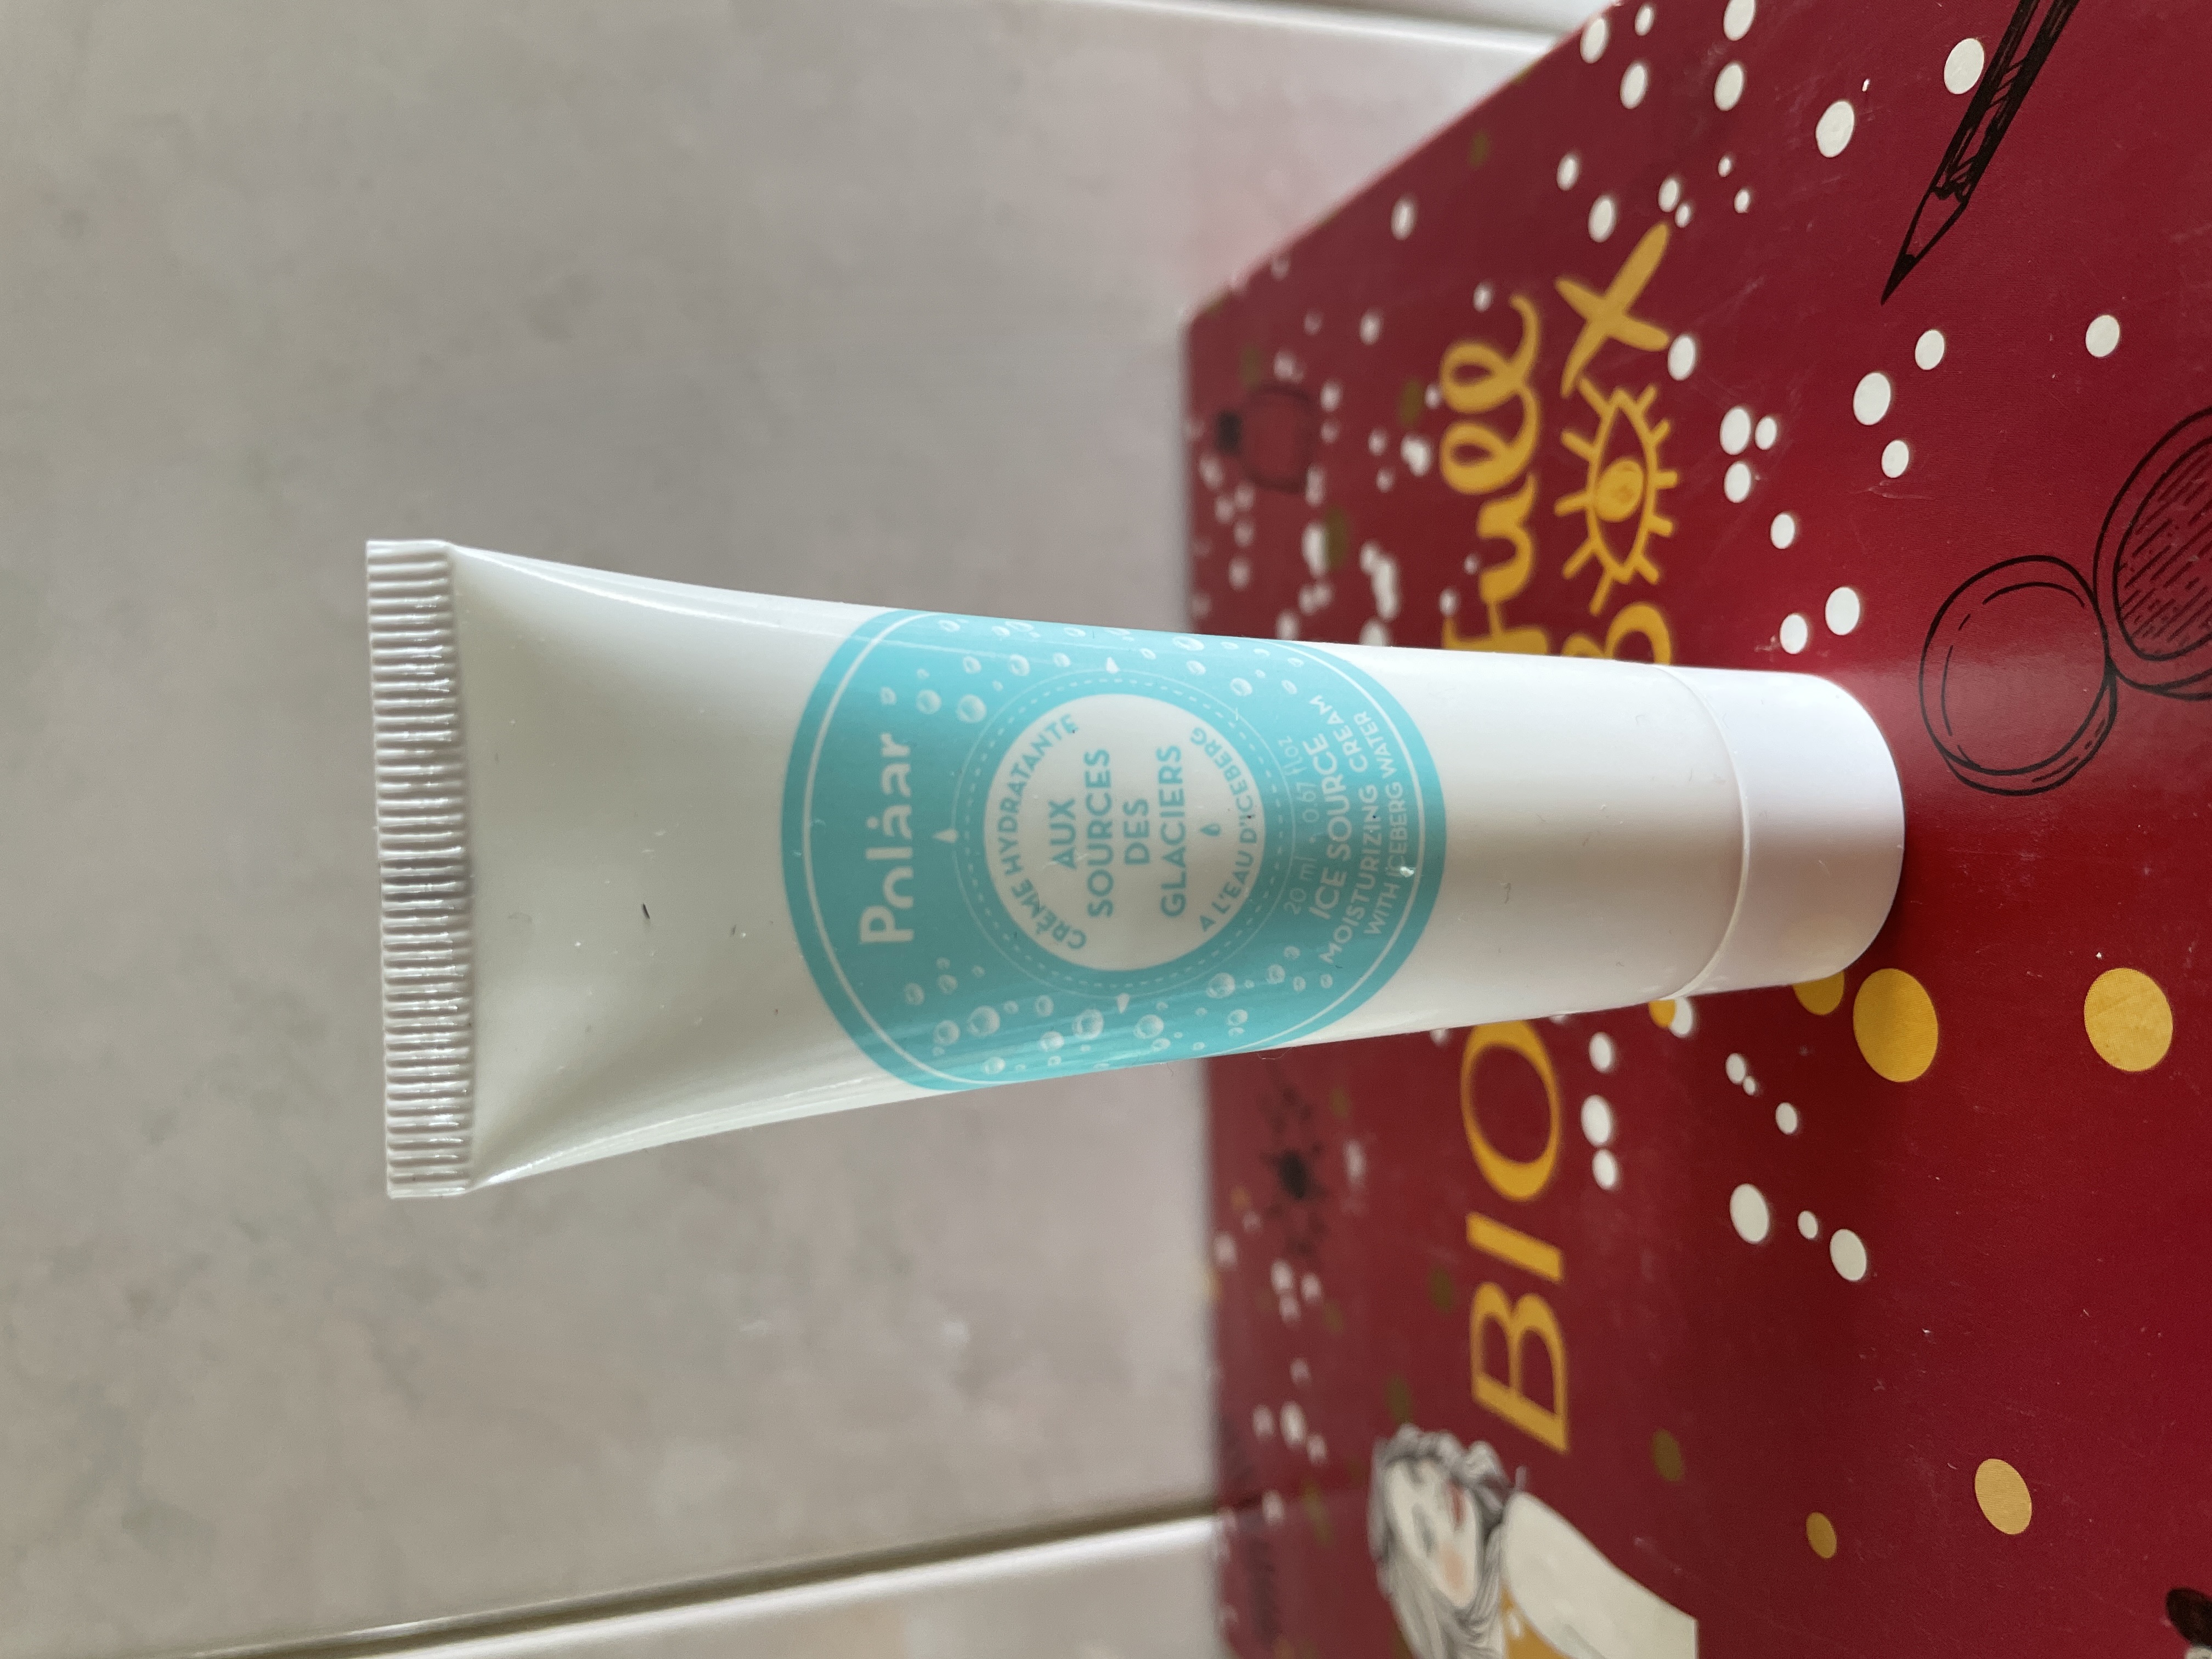 Polåar
CRÈME HYDRATANTE
AUX
SOURCES
DES
GLACIERS
A L'EAU D'ICEBERG
20 ml • 0.67 fl.oz
ICE SOURCE
MOISTURIZING CREAM
WITH ICEBERG WATER
BIO full
BOX